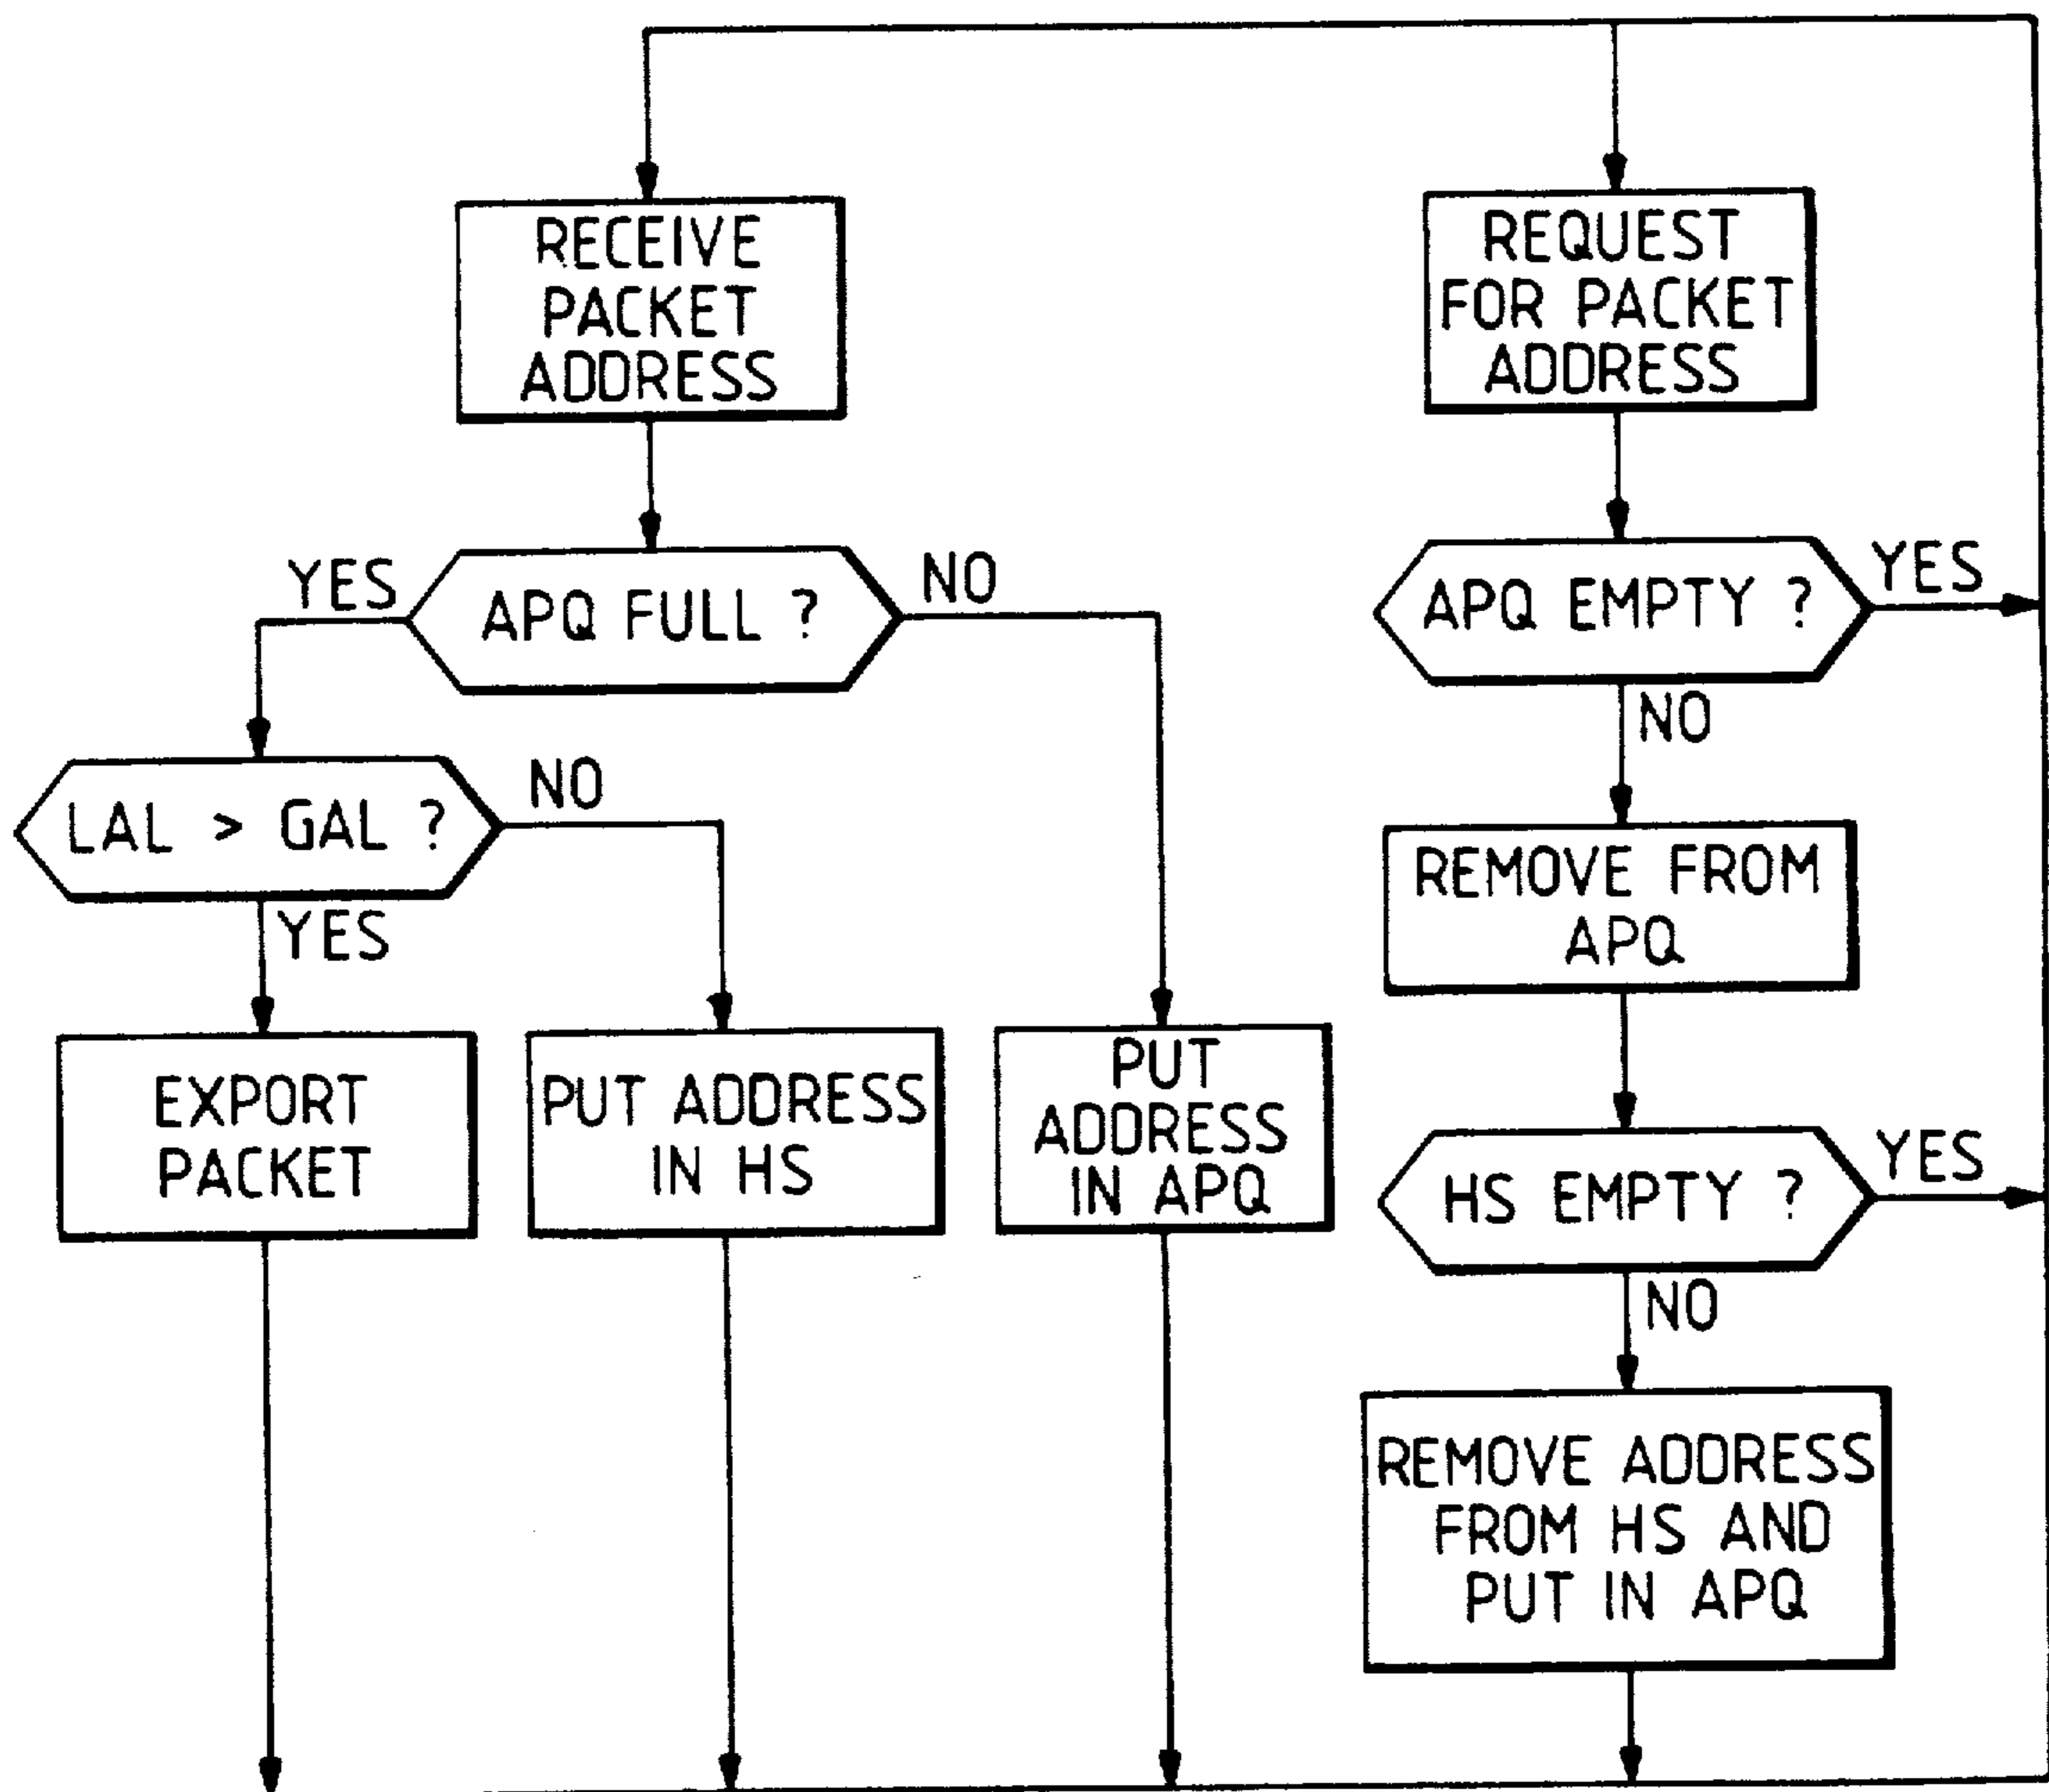 RECEIVE
PACKET
ADDRESS
REQUEST
FOR PACKET
ADDRESS
YES
APQ FULL ?
NO
APQ EMPTY ?
YES
NO
LAL > GAL ?
NO
YES
REMOVE FROM
APQ
EXPORT
PACKET
PUT ADDRESS
IN HS
PUT
ADDRESS
IN APQ
HS EMPTY ?
YES
NO
REMOVE ADDRESS
FROM HS AND
PUT IN APQ